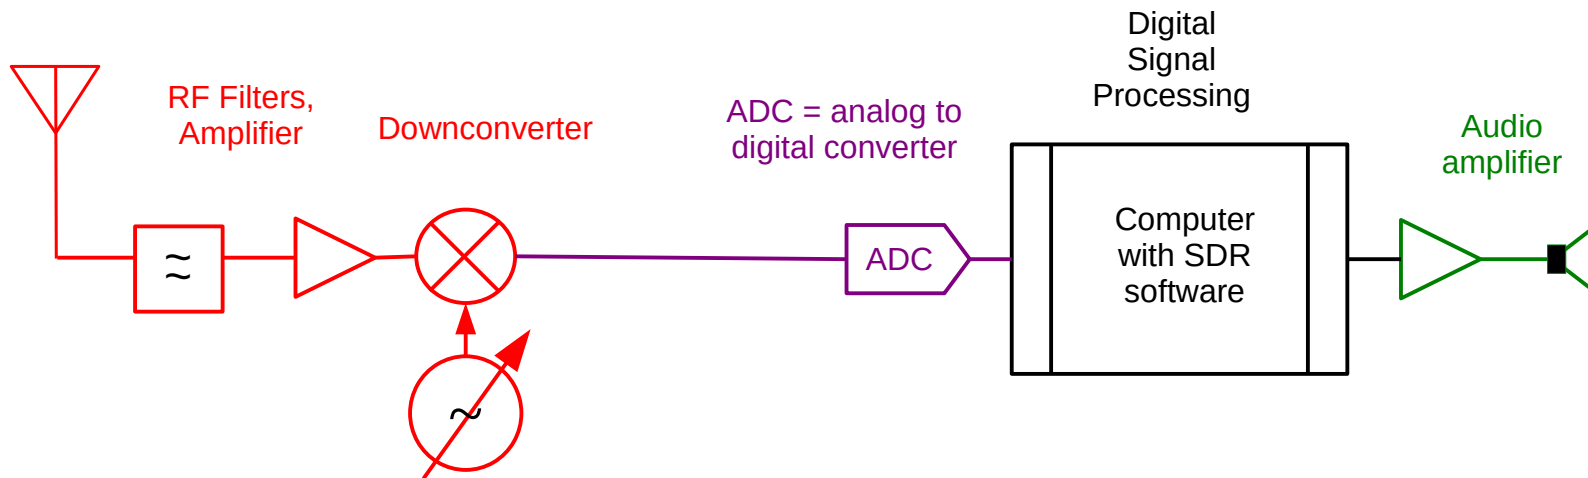 Digital
Signal
Processing
RF Filters,
Amplifier
Downconverter
ADC = analog to
digital converter
Audio
amplifier
≈
ADC
Computer
with SDR
software
~